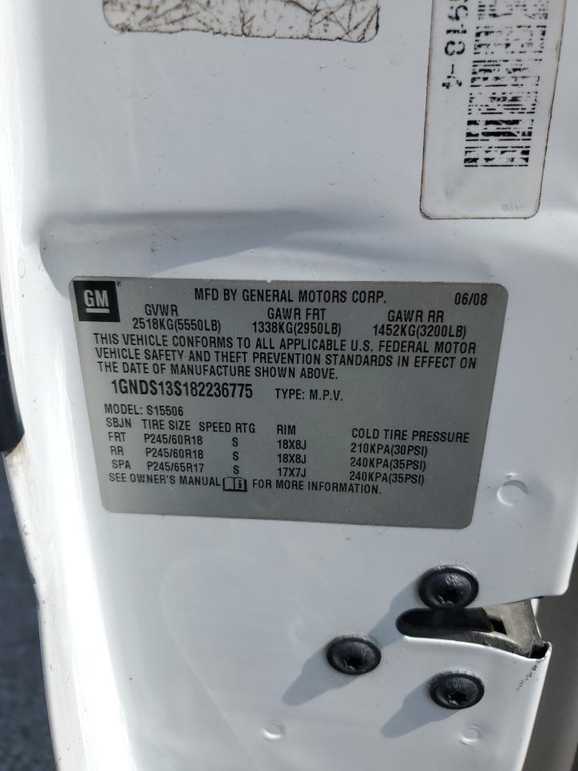 5918-4
GM
MFD BY GENERAL MOTORS CORP. 06/08
GVWR GAWR FRT GAWR RR
2518KG(5550LB) 1338KG(2950LB) 1452KG(3200LB)
THIS VEHICLE CONFORMS TO ALL APPLICABLE U.S. FEDERAL MOTOR
VEHICLE SAFETY AND THEFT PREVENTION STANDARDS IN EFFECT ON
THE DATE OF MANUFACTURE SHOWN ABOVE.
1GNDS13S182236775 TYPE: M.P.V.
MODEL: S15506
SBJN TIRE SIZE SPEED RTG RIM COLD TIRE PRESSURE
FRT P245/60R18 S 18X8J 210KPA(30PSI)
RR P245/60R18 S 18X8J 240KPA(35PSI)
SPA P245/65R17 S 17X7J 240KPA(35PSI)
SEE OWNER'S MANUAL FOR MORE INFORMATION.